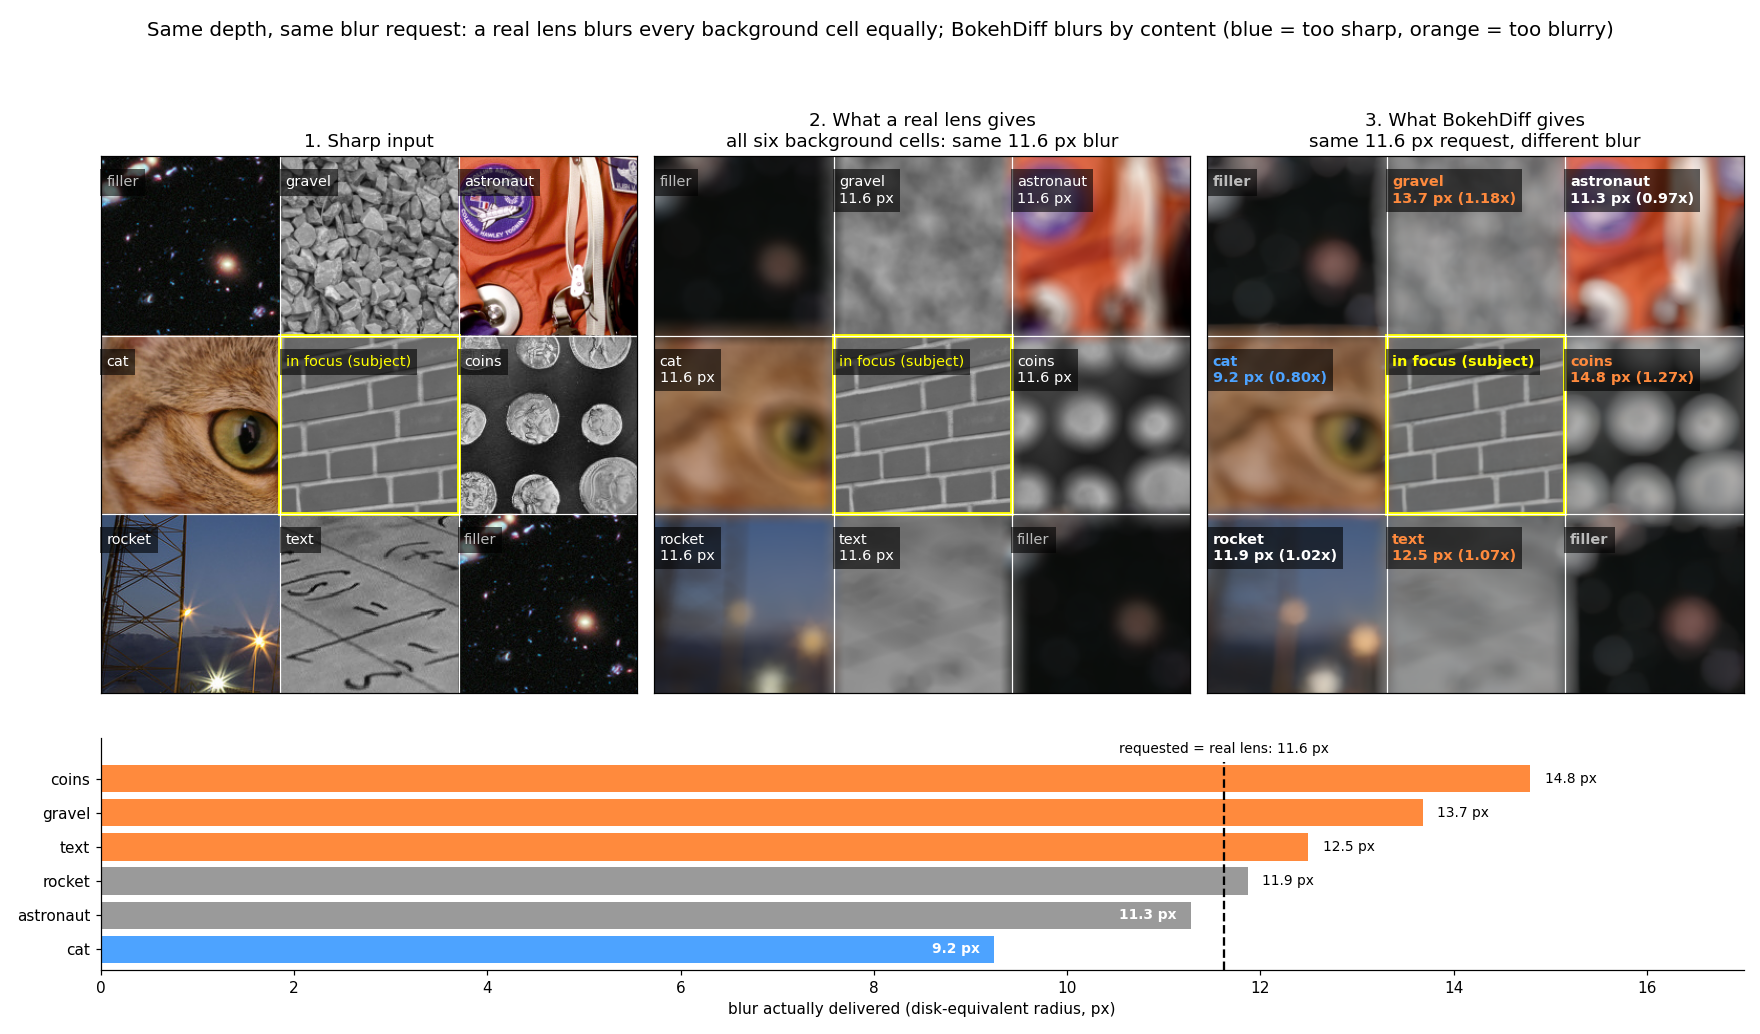 Same depth, same blur request: a real lens blurs every background cell equally; BokehDiff blurs by content (blue = too sharp, orange = too blurry)
1. Sharp input
2. What a real lens gives
all six background cells: same 11.6 px blur
3. What BokehDiff gives
same 11.6 px request, different blur
filler
gravel
astronaut
cat
in focus (subject)
coins
rocket
text
filler
filler
gravel
11.6 px
astronaut
11.6 px
cat
11.6 px
in focus (subject)
coins
11.6 px
rocket
11.6 px
text
11.6 px
filler
filler
gravel
13.7 px (1.18x)
astronaut
11.3 px (0.97x)
cat
9.2 px (0.80x)
in focus (subject)
coins
14.8 px (1.27x)
rocket
11.9 px (1.02x)
text
12.5 px (1.07x)
filler
requested = real lens: 11.6 px
coins
14.8 px
gravel
13.7 px
text
12.5 px
rocket
11.9 px
astronaut
11.3 px
cat
9.2 px
0 2 4 6 8 10 12 14 16
blur actually delivered (disk-equivalent radius, px)